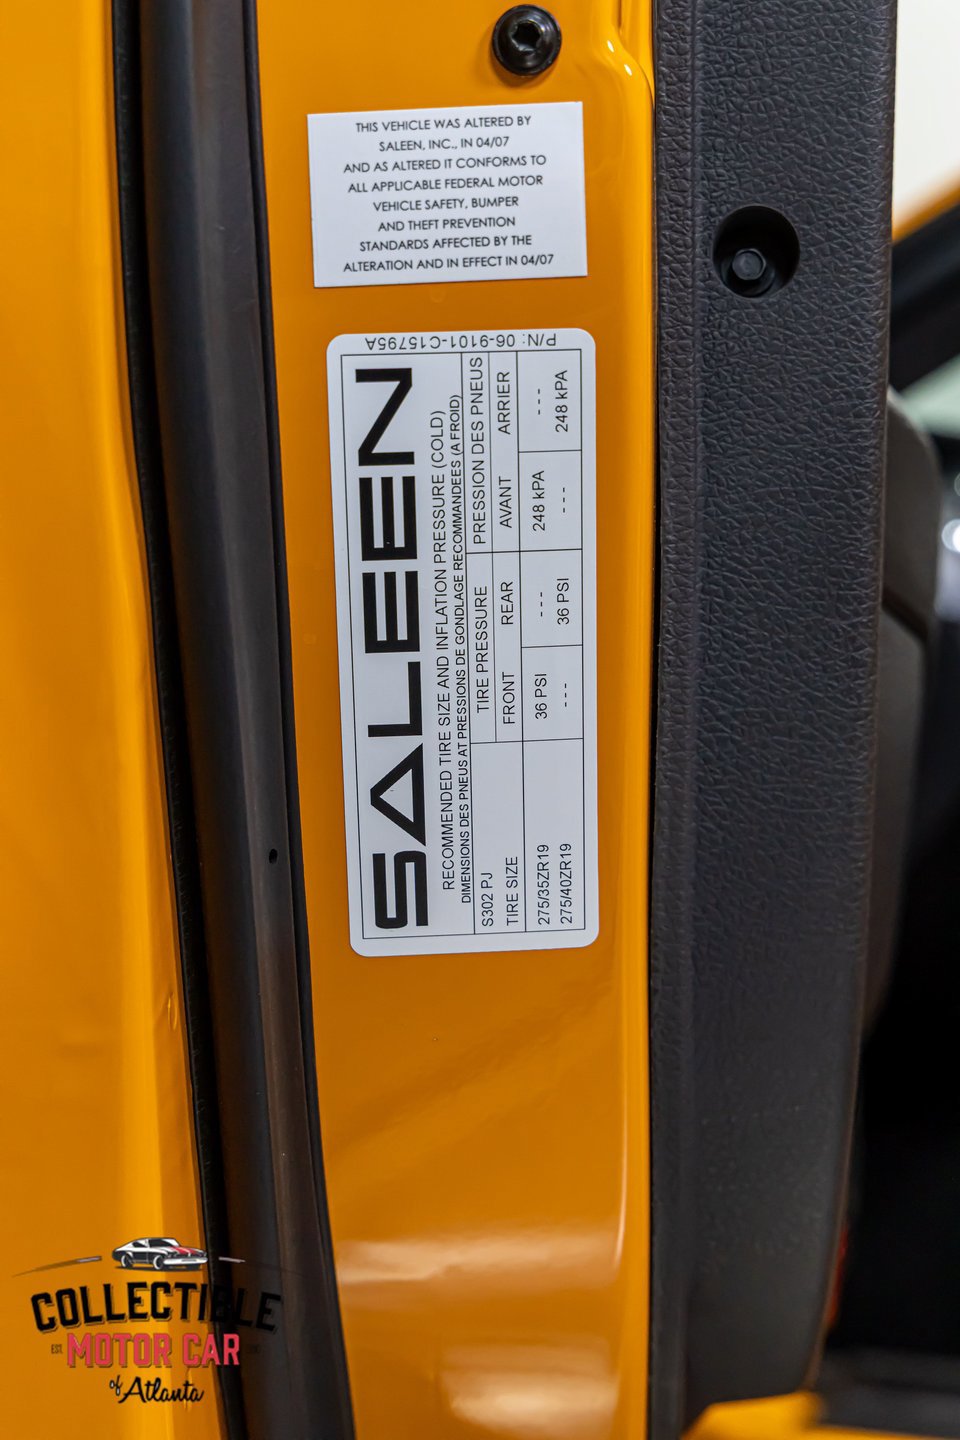 THIS VEHICLE WAS ALTERED BY
SALEEN, INC., IN 04/07
AND AS ALTERED IT CONFORMS TO
ALL APPLICABLE FEDERAL MOTOR
VEHICLE SAFETY, BUMPER
AND THEFT PREVENTION
STANDARDS AFFECTED BY THE
ALTERATION AND IN EFFECT IN 04/07
P/N: 06-9101-C15795A
SALEEN
RECOMMENDED TIRE SIZE AND INFLATION PRESSURE (COLD)
DIMENSIONS DES PNEUS AT PRESSIONS DE GONDLAGE RECOMMANDEES (A FROID)
S302 PJ TIRE PRESSURE PRESSION DES PNEUS
TIRE SIZE FRONT REAR AVANT ARRIER
275/35ZR19 36 PSI - - - 248 kPA - - -
275/40ZR19 - - - 36 PSI - - - 248 kPA
COLLECTIBLE
EST. MOTOR CAR
of Atlanta